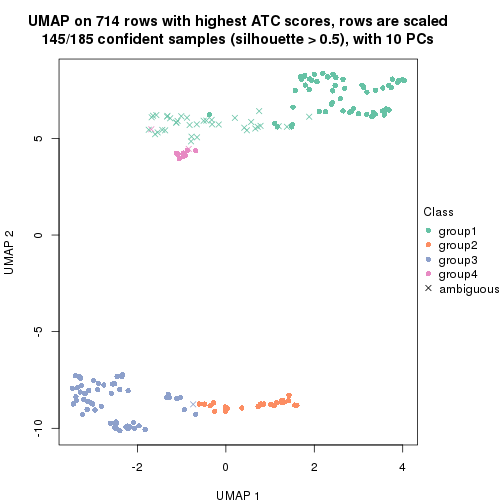 UMAP on 714 rows with highest ATC scores, rows are scaled
145/185 confident samples (silhouette > 0.5), with 10 PCs
5
0
-5
-10
UMAP 2
-2
0
2
4
UMAP 1
Class
group1
group2
group3
group4
ambiguous